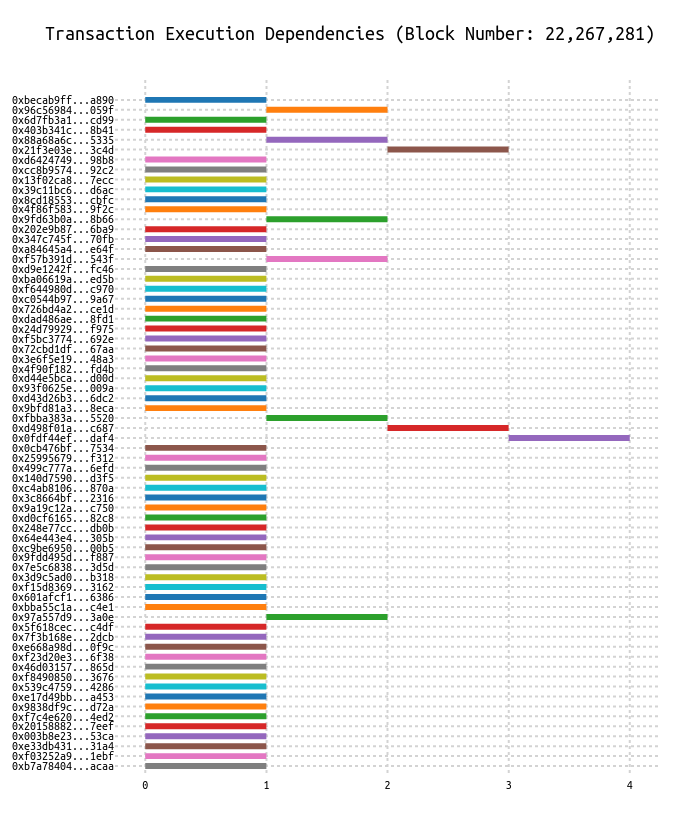 Transaction Execution Dependencies (Block Number: 22,267,281)
0xbecab9ff...a890
0x96c56984...059f
0x6d7fb3a1...cd99
0x403b341c...8b41
0x88a68a6c...5335
0x21f3e03e...3c4d
0xd6424749...98b8
0xcc8b9574...92c2
0x13f02ca8...7ecc
0x39c11bc6...d6ac
0x8cd18553...cbfc
0x4f86f583...9f2c
0x9fd63b0a...8b66
0x202e9b87...6ba9
0x347c745f...70fb
0xa84645a4...e64f
0xf57b391d...543f
0xd9e1242f...fc46
0xba06619a...ed5b
0xf644980d...c970
0xc0544b97...9a67
0x726bd4a2...ce1d
0xdad486ae...8fd1
0x24d79929...f975
0xf5bc3774...692e
0x72cbd1df...67aa
0x3e6f5e19...48a3
0x4f90f182...fd4b
0xd44e5bca...d00d
0x93f0625e...009a
0xd43d26b3...6dc2
0x9bfd81a3...8eca
0xfbba383a...5520
0xd498f01a...c687
0x0fdf44ef...daf4
0x0cb476bf...7534
0x25995679...f312
0x499c777a...6efd
0x140d7590...d3f5
0xc4ab8106...870a
0x3c8664bf...2316
0x9a19c12a...c750
0xd0cf6165...82c8
0x248e77cc...db0b
0x64e443e4...305b
0xc9be6950...00b5
0x9fdd495d...f887
0x7e5c6838...3d5d
0x3d9c5ad0...b318
0xf15d8369...3162
0x601afcf1...6386
0xbba55c1a...c4e1
0x97a557d9...3a0e
0x5f618cec...c4df
0x7f3b168e...2dcb
0xe668a98d...0f9c
0xf23d20e3...6f38
0x46d03157...865d
0xf8490850...3676
0x539c4759...4286
0xe17d49bb...a453
0x9838df9c...d72a
0xf7c4e620...4ed2
0x20158882...7eef
0x003b8e23...53ca
0xe33db431...31a4
0xf03252a9...1ebf
0xb7a78404...acaa
0 1 2 3 4